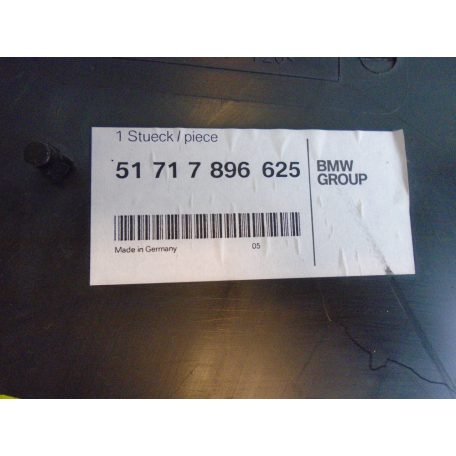 1 Stueck / piece
51 71 7 896 625
BMW
GROUP
Made in Germany
05